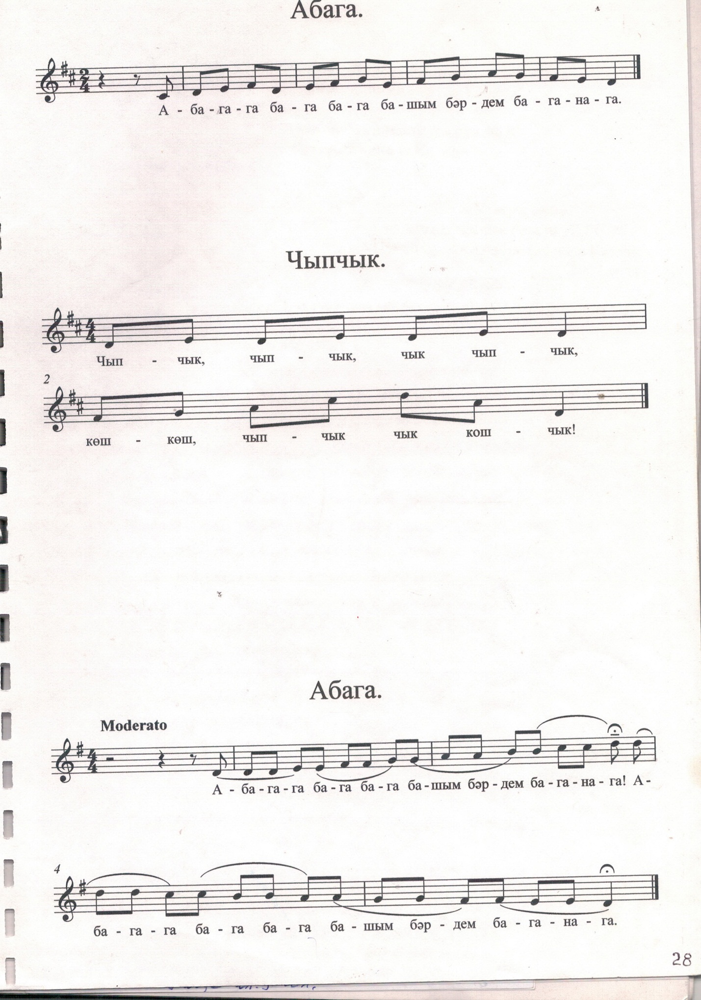 Абага.
А - ба - га - га ба - га ба - га ба - шым бәр - дем ба - га - на - га.
Чыпчык.
Чып - чык, чып - чык, чык чып - чык,
2
көш - көш, чып - чык чык кош - чык!
Абага.
Moderato
А - ба - га - га ба - га ба - га ба - шым бәр - дем ба - га - на - га! А -
4
ба - га - га ба - га ба - га ба - шым бәр - дем ба - га - на - га.
28